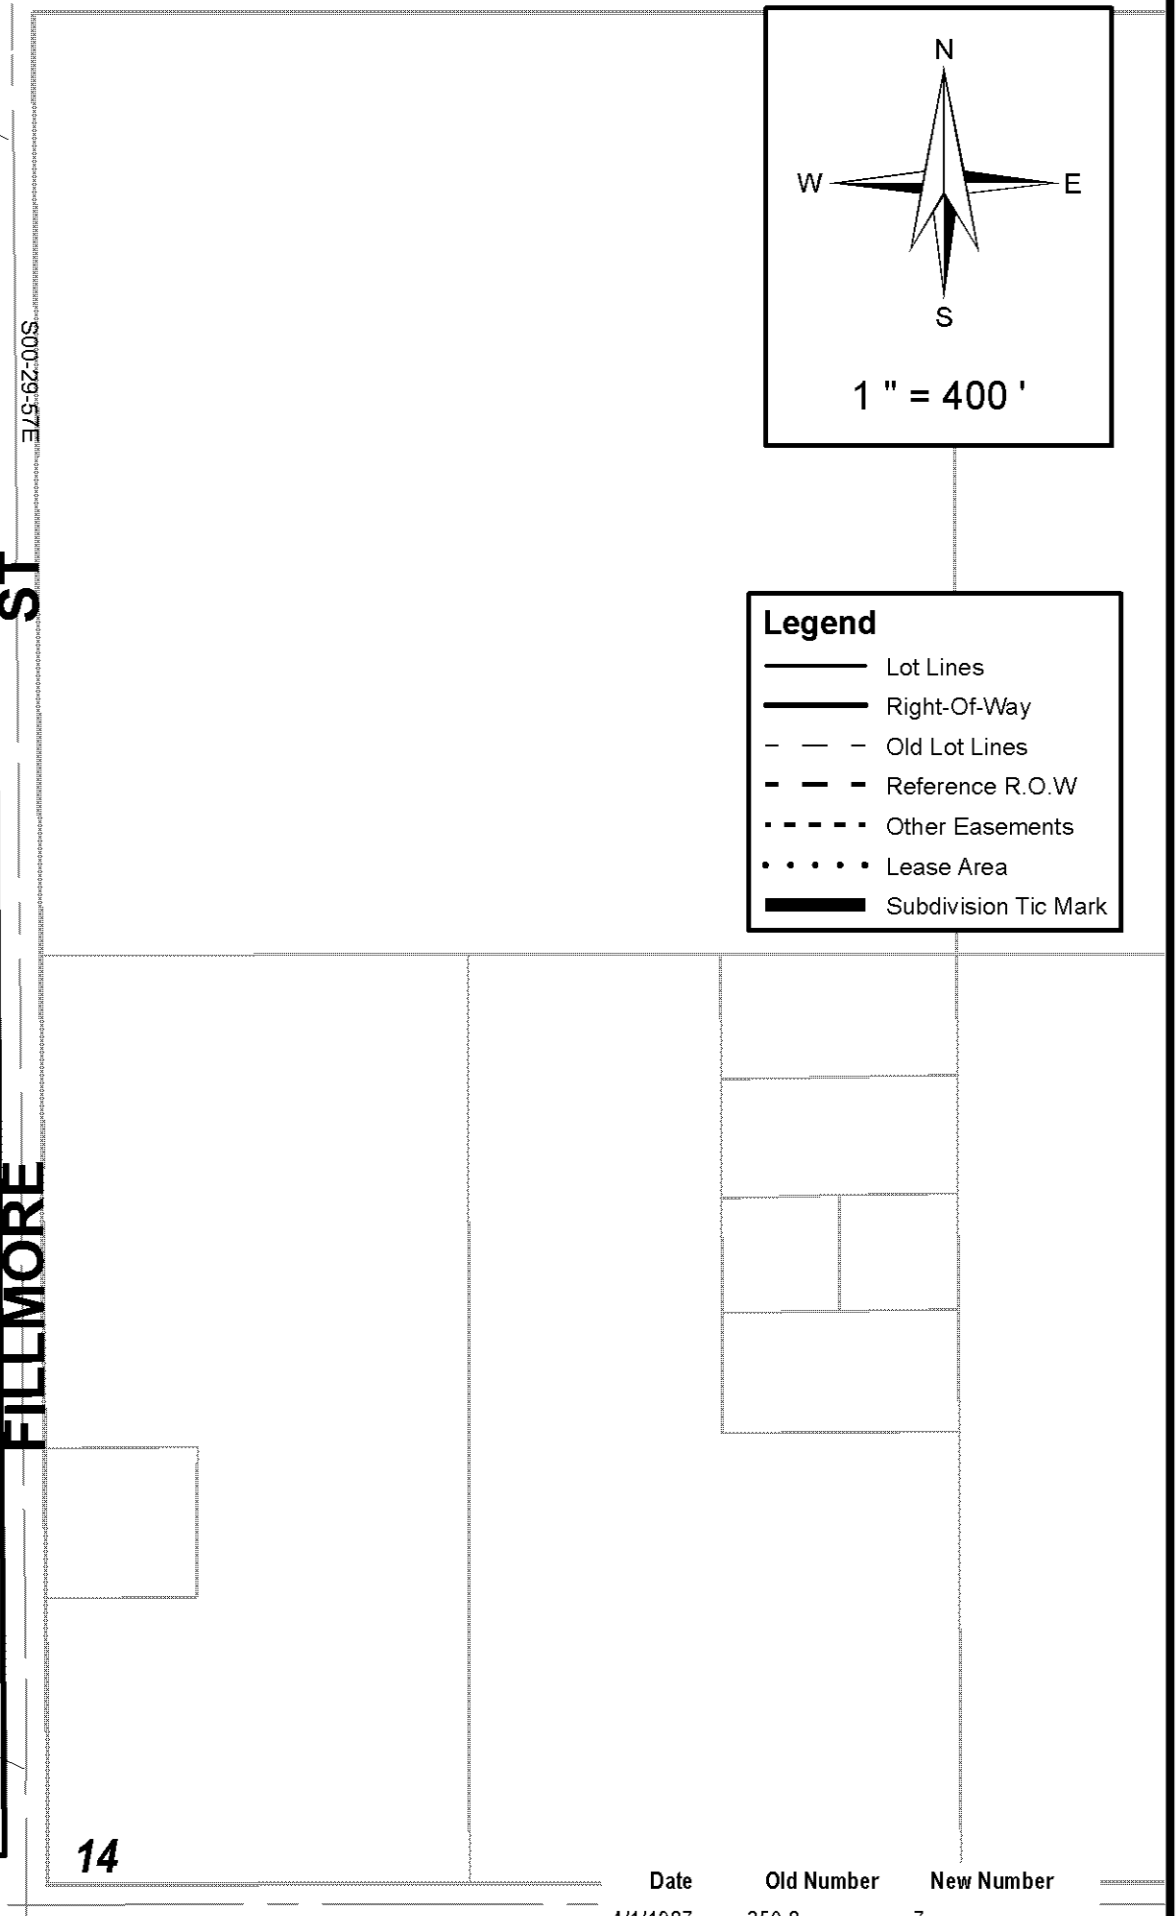 N
W E
S
1 " = 400 '
S00-29-57E
ST
Legend
Lot Lines
Right-Of-Way
Old Lot Lines
Reference R.O.W
Other Easements
Lease Area
Subdivision Tic Mark
FILLMORE
14
Date Old Number New Number